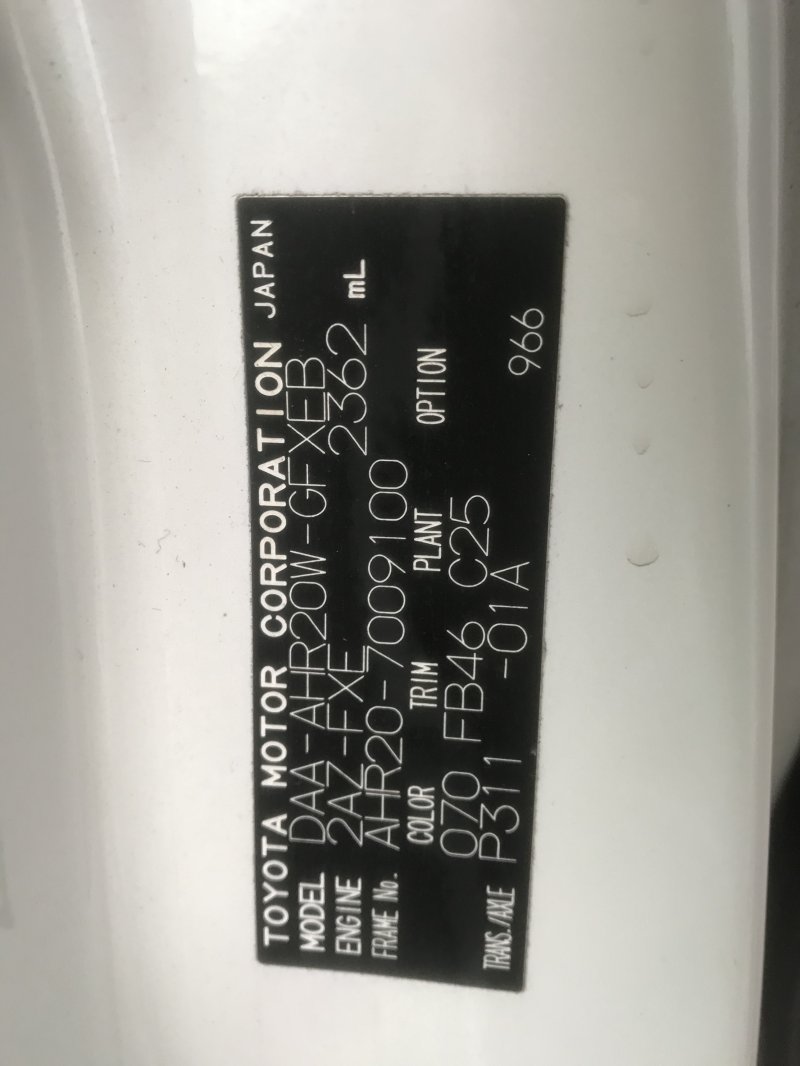 TOYOTA MOTOR CORPORATION JAPAN
MODEL DAA-AHR20W-GFXEB
ENGINE 2AZ-FXE 2362 mL
FRAME No. AHR20-7009100
COLOR TRIM PLANT OPTION
070 FB46 C25
TRANS./AXLE P311 -01A 966